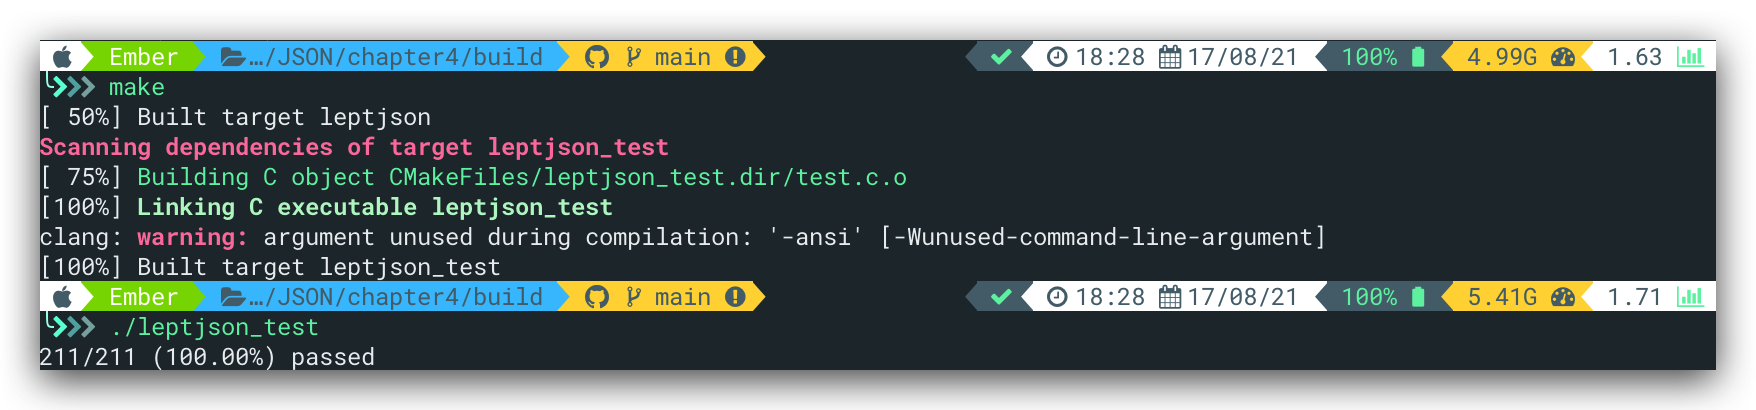 Ember …/JSON/chapter4/build main 18:28 17/08/21 100% 4.99G 1.63
make
[ 50%] Built target leptjson
Scanning dependencies of target leptjson_test
[ 75%] Building C object CMakeFiles/leptjson_test.dir/test.c.o
[100%] Linking C executable leptjson_test
clang: warning: argument unused during compilation: '-ansi' [-Wunused-command-line-argument]
[100%] Built target leptjson_test
Ember …/JSON/chapter4/build main 18:28 17/08/21 100% 5.41G 1.71
./leptjson_test
211/211 (100.00%) passed